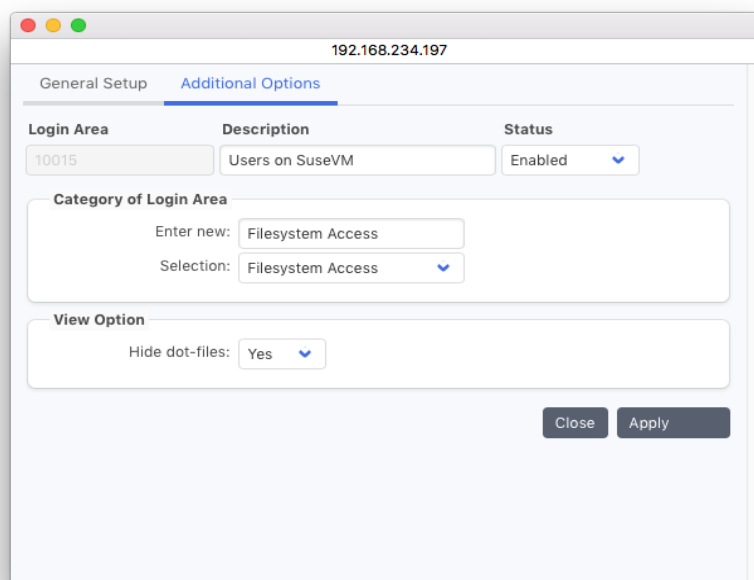 192.168.234.197
General Setup Additional Options
Login Area Description Status
10015 Users on SuseVM Enabled
Category of Login Area
Enter new: Filesystem Access
Selection: Filesystem Access
View Option
Hide dot-files: Yes
Close Apply